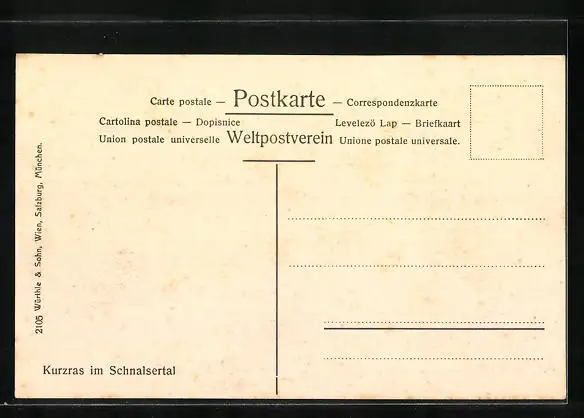 Carte postale — Postkarte — Correspondenzkarte
Cartolina postale — Dopisnice Levelezö Lap — Briefkaart
Union postale universelle Weltpostverein Unione postale universale.
2105 Würthle & Sohn, Wien, Salzburg, München.
Kurzras im Schnalsertal